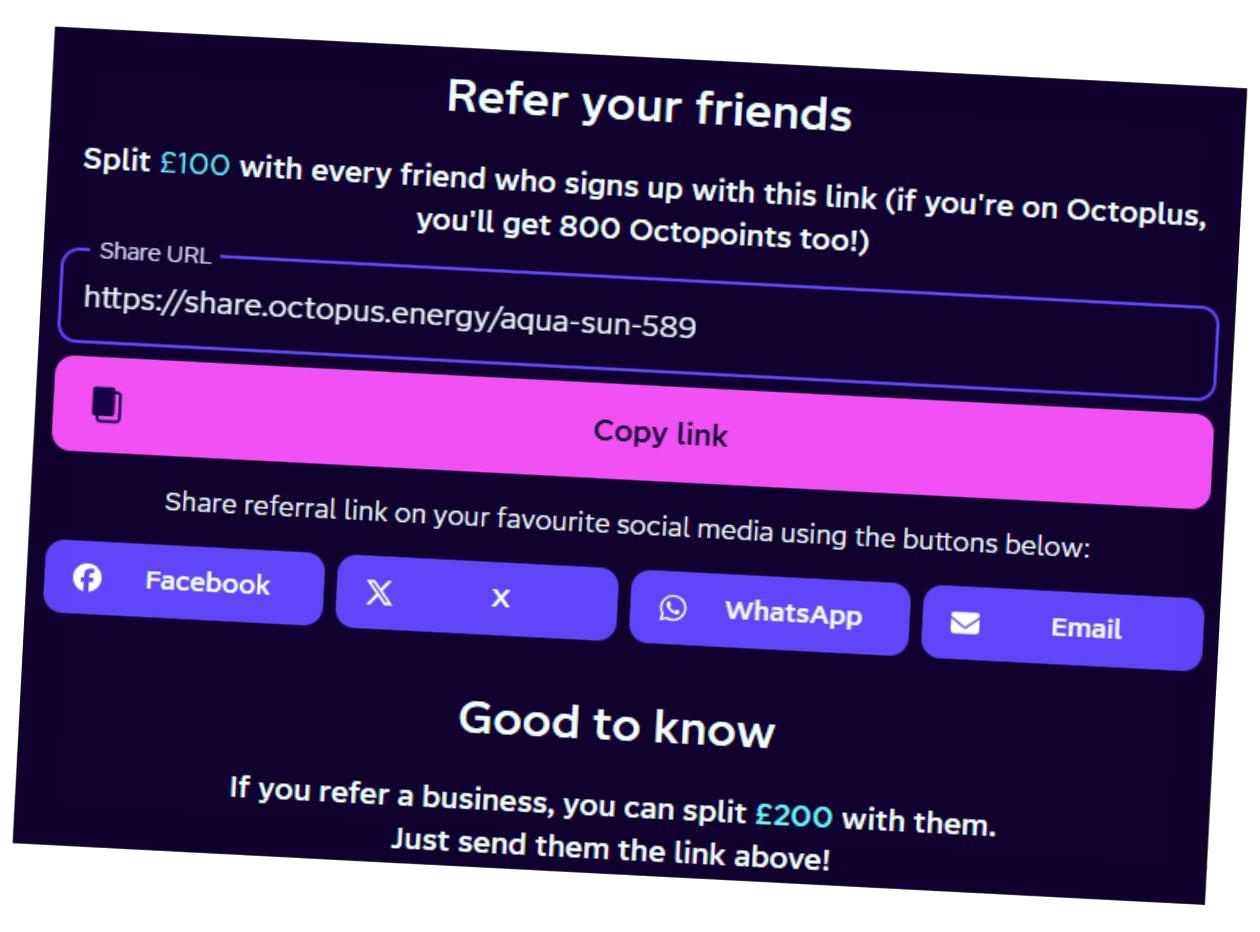 Refer your friends
Split £100 with every friend who signs up with this link (if you're on Octoplus,
you'll get 800 Octopoints too!)
Share URL
https://share.octopus.energy/aqua-sun-589
Copy link
Share referral link on your favourite social media using the buttons below:
Facebook
X
WhatsApp
Email
Good to know
If you refer a business, you can split £200 with them.
Just send them the link above!